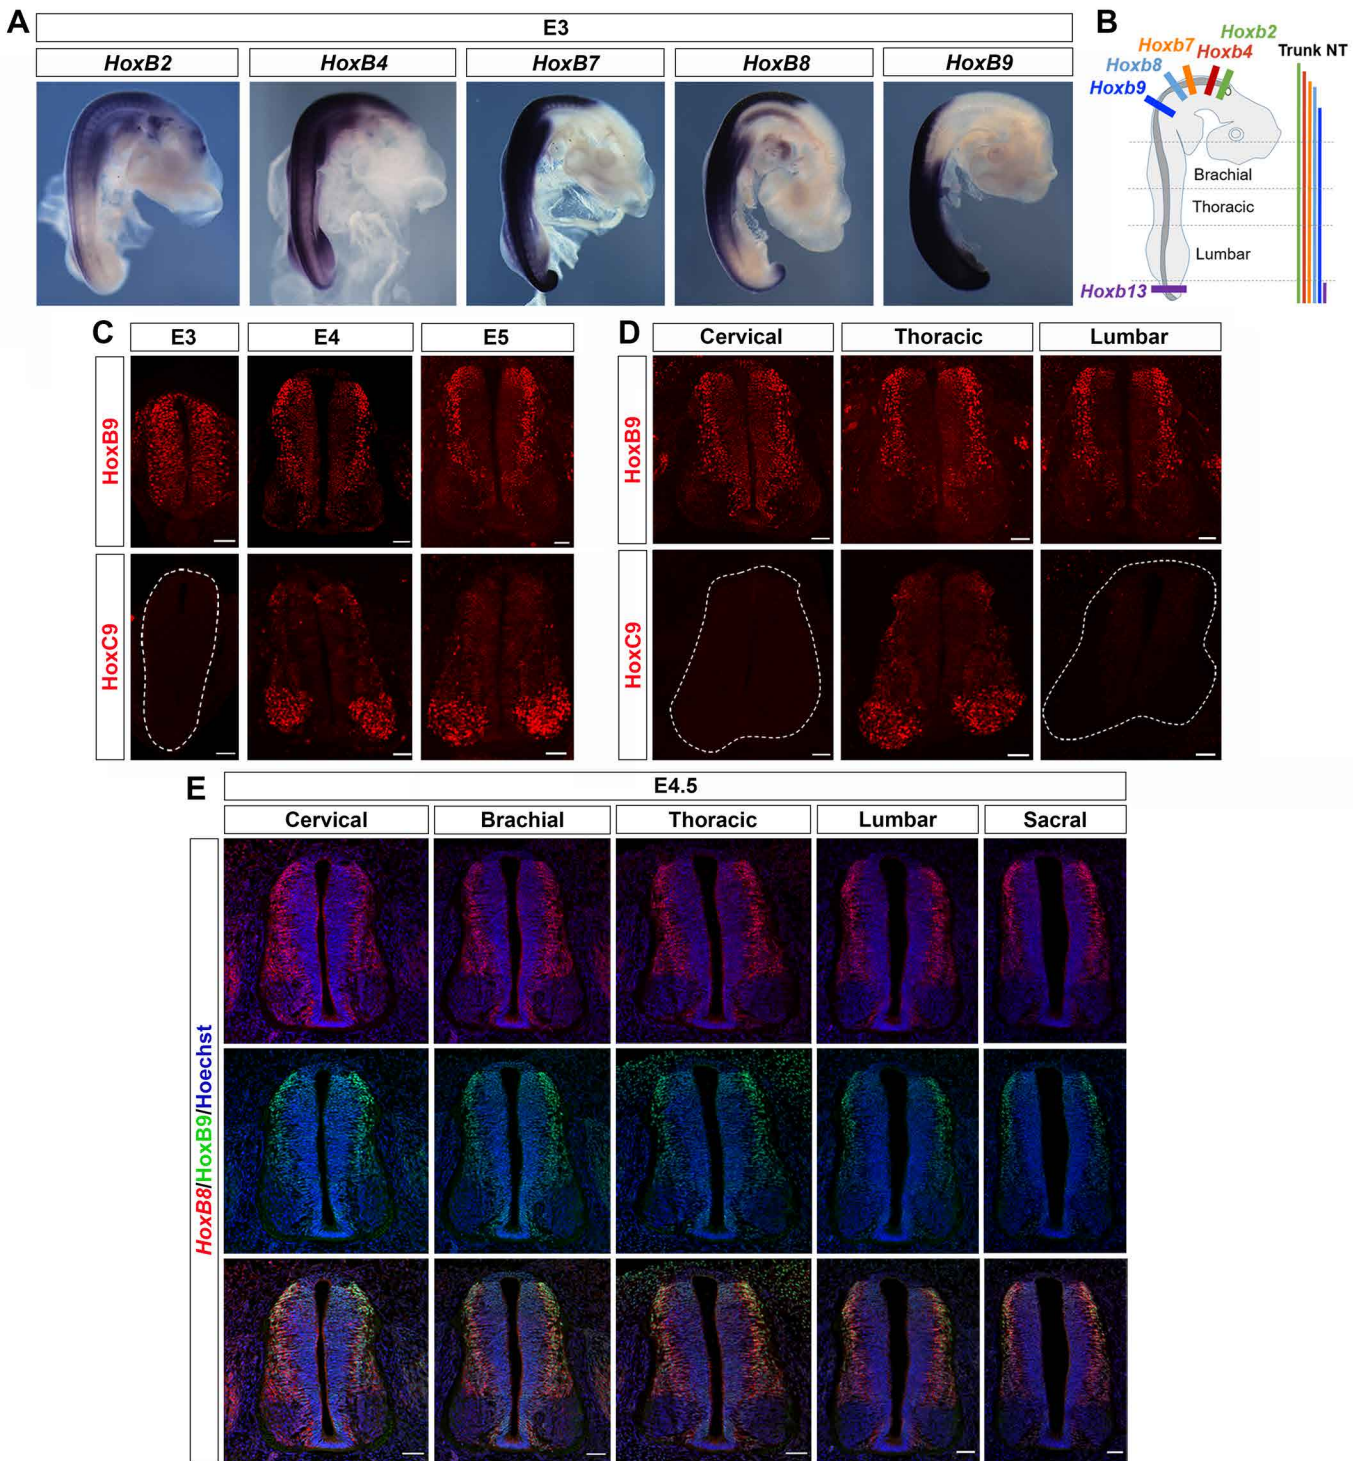 A
E3
HoxB2
HoxB4
HoxB7
HoxB8
HoxB9
B
Hoxb2
Hoxb7
Hoxb4
Hoxb8
Hoxb9
Trunk NT
Brachial
Thoracic
Lumbar
Hoxb13
C
E3
E4
E5
HoxB9
HoxC9
D
Cervical
Thoracic
Lumbar
HoxB9
HoxC9
E
E4.5
Cervical
Brachial
Thoracic
Lumbar
Sacral
HoxB8/HoxB9/Hoechst